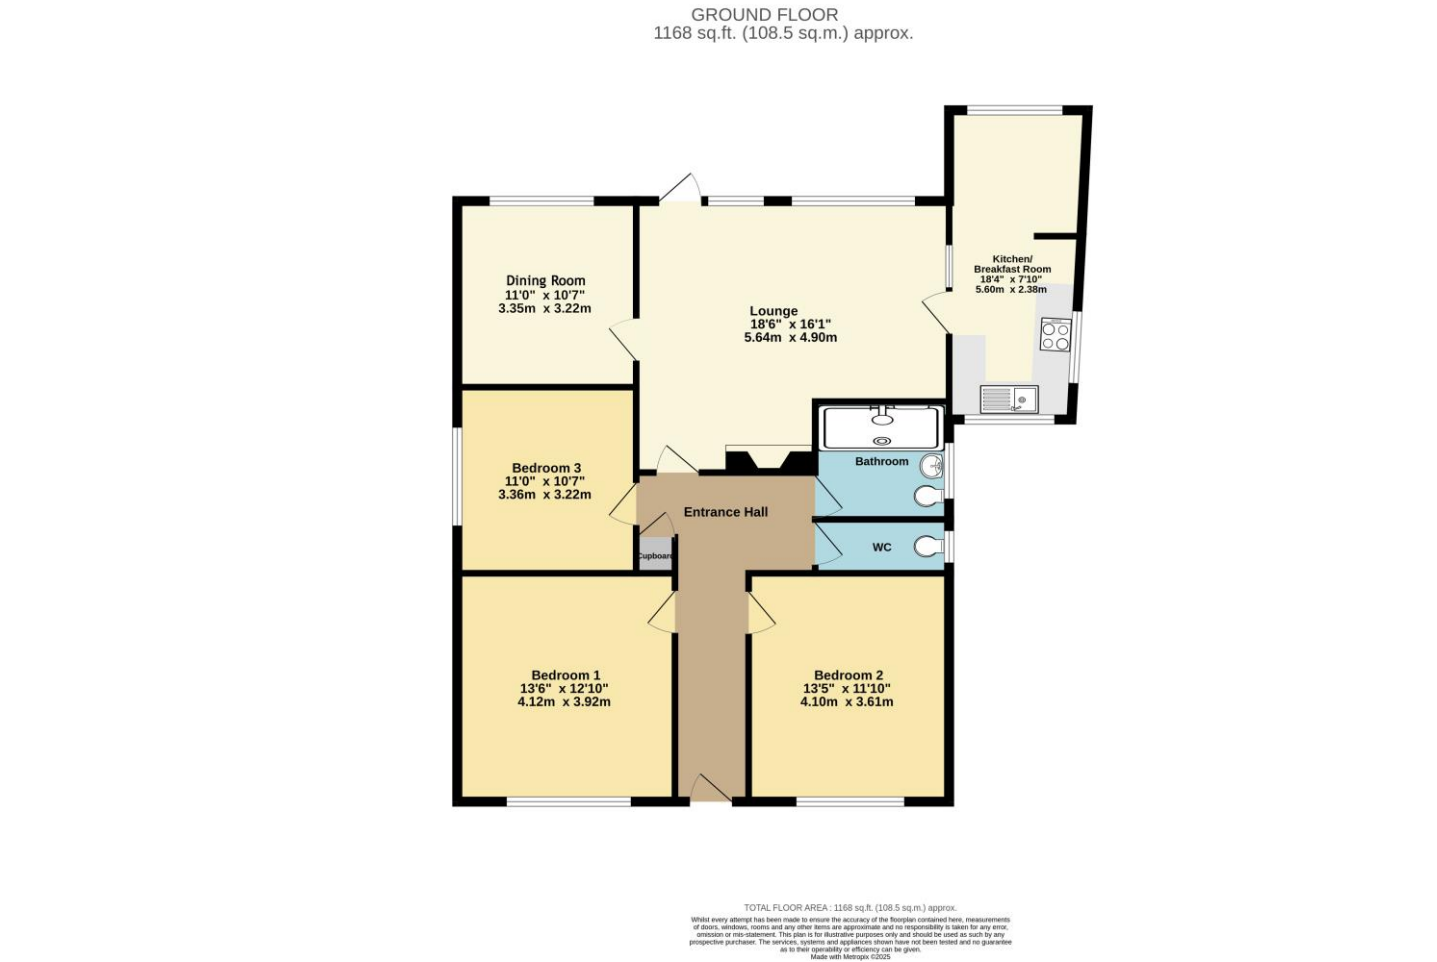 GROUND FLOOR
1168 sq.ft. (108.5 sq.m.) approx.
Kitchen/
Breakfast Room
18'4" x 7'10"
5.60m x 2.38m
Dining Room
11'0" x 10'7"
3.35m x 3.22m
Lounge
18'6" x 16'1"
5.64m x 4.90m
Bathroom
Bedroom 3
11'0" x 10'7"
3.36m x 3.22m
Entrance Hall
WC
Cupboard
Bedroom 1
13'6" x 12'10"
4.12m x 3.92m
Bedroom 2
13'5" x 11'10"
4.10m x 3.61m
TOTAL FLOOR AREA : 1168 sq.ft. (108.5 sq.m.) approx.
Whilst every attempt has been made to ensure the accuracy of the floorplan contained here, measurements
of doors, windows, rooms and any other items are approximate and no responsibility is taken for any error,
omission or mis-statement. This plan is for illustrative purposes only and should be used as such by any
prospective purchaser. The services, systems and appliances shown have not been tested and no guarantee
as to their operability or efficiency can be given.
Made with Metropix ©2025